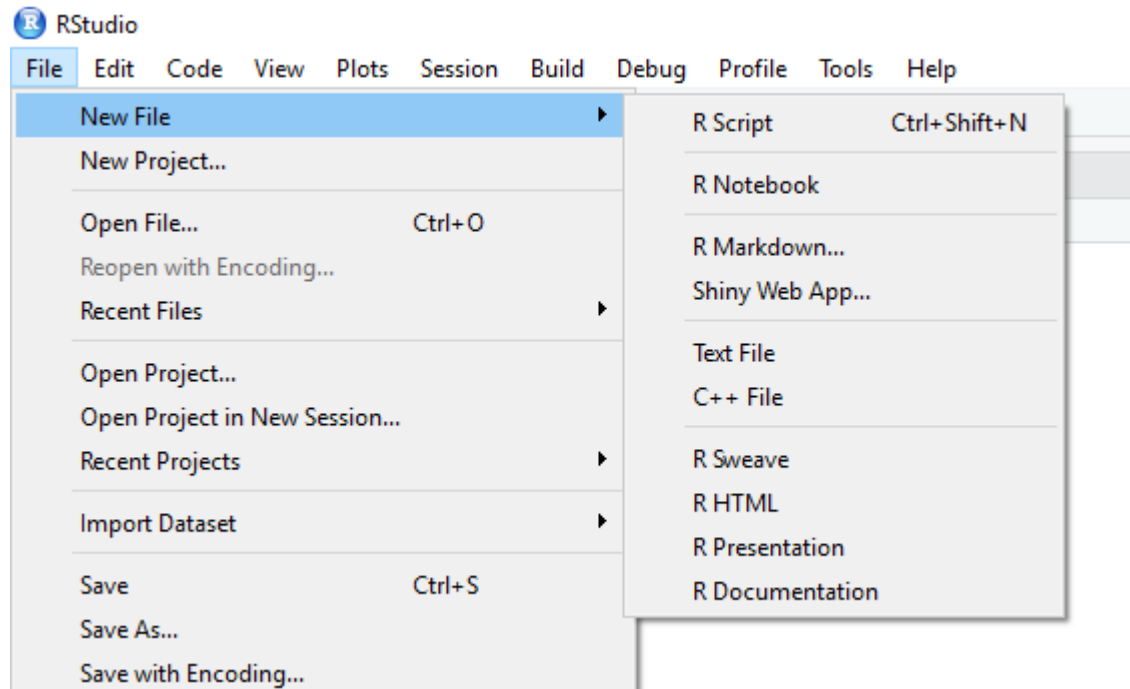 RStudio
File Edit Code View Plots Session Build Debug Profile Tools Help
New File
New Project...
Open File... Ctrl+O
Reopen with Encoding...
Recent Files
Open Project...
Open Project in New Session...
Recent Projects
Import Dataset
Save Ctrl+S
Save As...
Save with Encoding...
R Script Ctrl+Shift+N
R Notebook
R Markdown...
Shiny Web App...
Text File
C++ File
R Sweave
R HTML
R Presentation
R Documentation